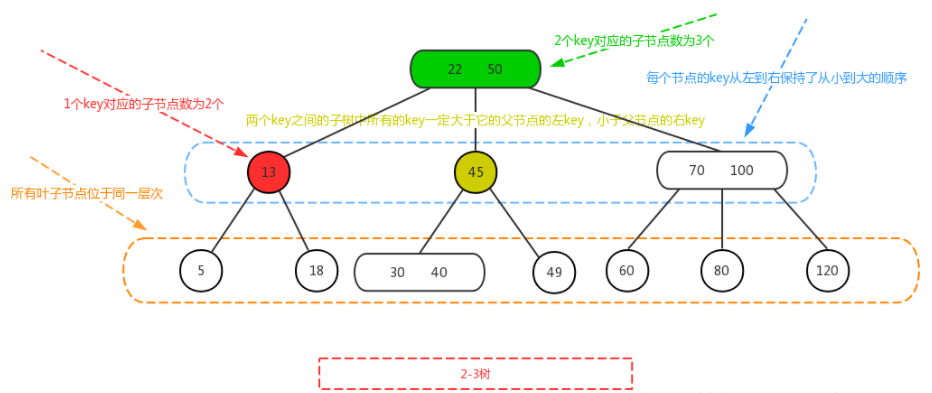 2个key对应的子节点数为3个
22 50
每个节点的key从左到右保持了从小到大的顺序
1个key对应的子节点数为2个
两个key之间的子树中所有的key一定大于它的父节点的左key，小于父节点的右key
13
45
70 100
所有叶子节点位于同一层次
5
18
30 40
49
60
80
120
2-3树